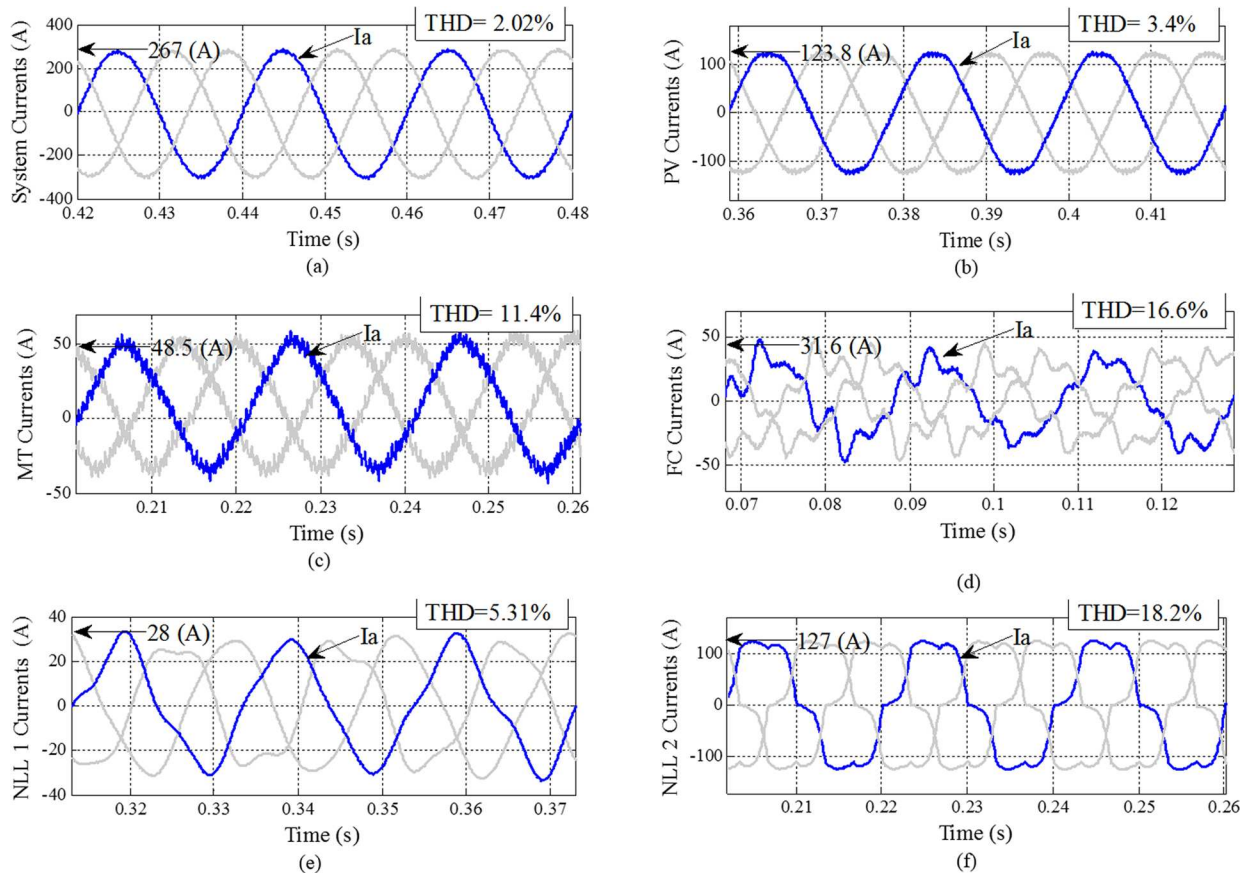 THD= 2.02%
267 (A)
Ia
System Currents (A)
400
200
0
-200
-400
0.42
0.43
0.44
0.45
0.46
0.47
0.48
Time (s)
(a)
THD= 3.4%
123.8 (A)
Ia
PV Currents (A)
100
0
-100
0.36
0.37
0.38
0.39
0.4
0.41
Time (s)
(b)
THD= 11.4%
48.5 (A)
Ia
MT Currents (A)
50
0
-50
0.21
0.22
0.23
0.24
0.25
0.26
Time (s)
(c)
THD=16.6%
31.6 (A)
Ia
FC Currents (A)
50
0
-50
0.07
0.08
0.09
0.1
0.11
0.12
Time (s)
(d)
THD=5.31%
28 (A)
Ia
NLL 1 Currents (A)
40
20
0
-20
-40
0.32
0.33
0.34
0.35
0.36
0.37
Time (s)
(e)
THD=18.2%
127 (A)
Ia
NLL 2 Currents (A)
100
0
-100
0.21
0.22
0.23
0.24
0.25
0.26
Time (s)
(f)